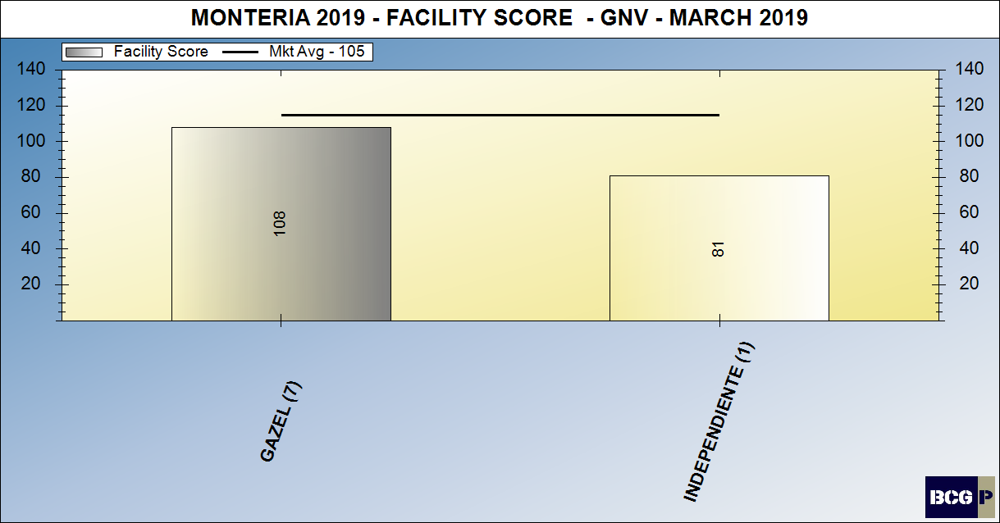 MONTERIA 2019 - FACILITY SCORE  - GNV - MARCH 2019
Facility Score Mkt Avg - 105
140 140
120 120
100 100
80 80
60 60
40 40
20 20
108
81
GAZEL (7)
INDEPENDIENTE (1)
BCG P